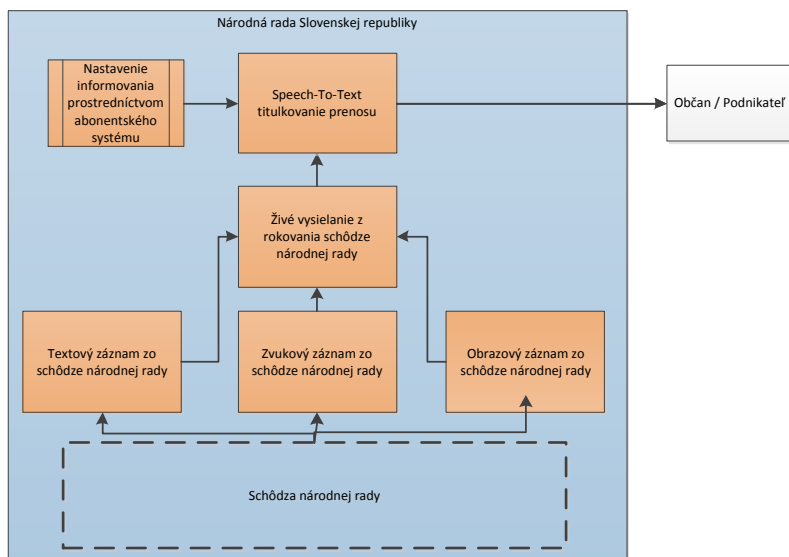 Národná rada Slovenskej republiky
Nastavenie
informovania
prostredníctvom
abonentského
systému
Speech-To-Text
titulkovanie prenosu
Občan / Podnikateľ
Živé vysielanie z
rokovania schôdze
národnej rady
Textový záznam zo
schôdze národnej rady
Zvukový záznam zo
schôdze národnej rady
Obrazový záznam zo
schôdze národnej rady
Schôdza národnej rady